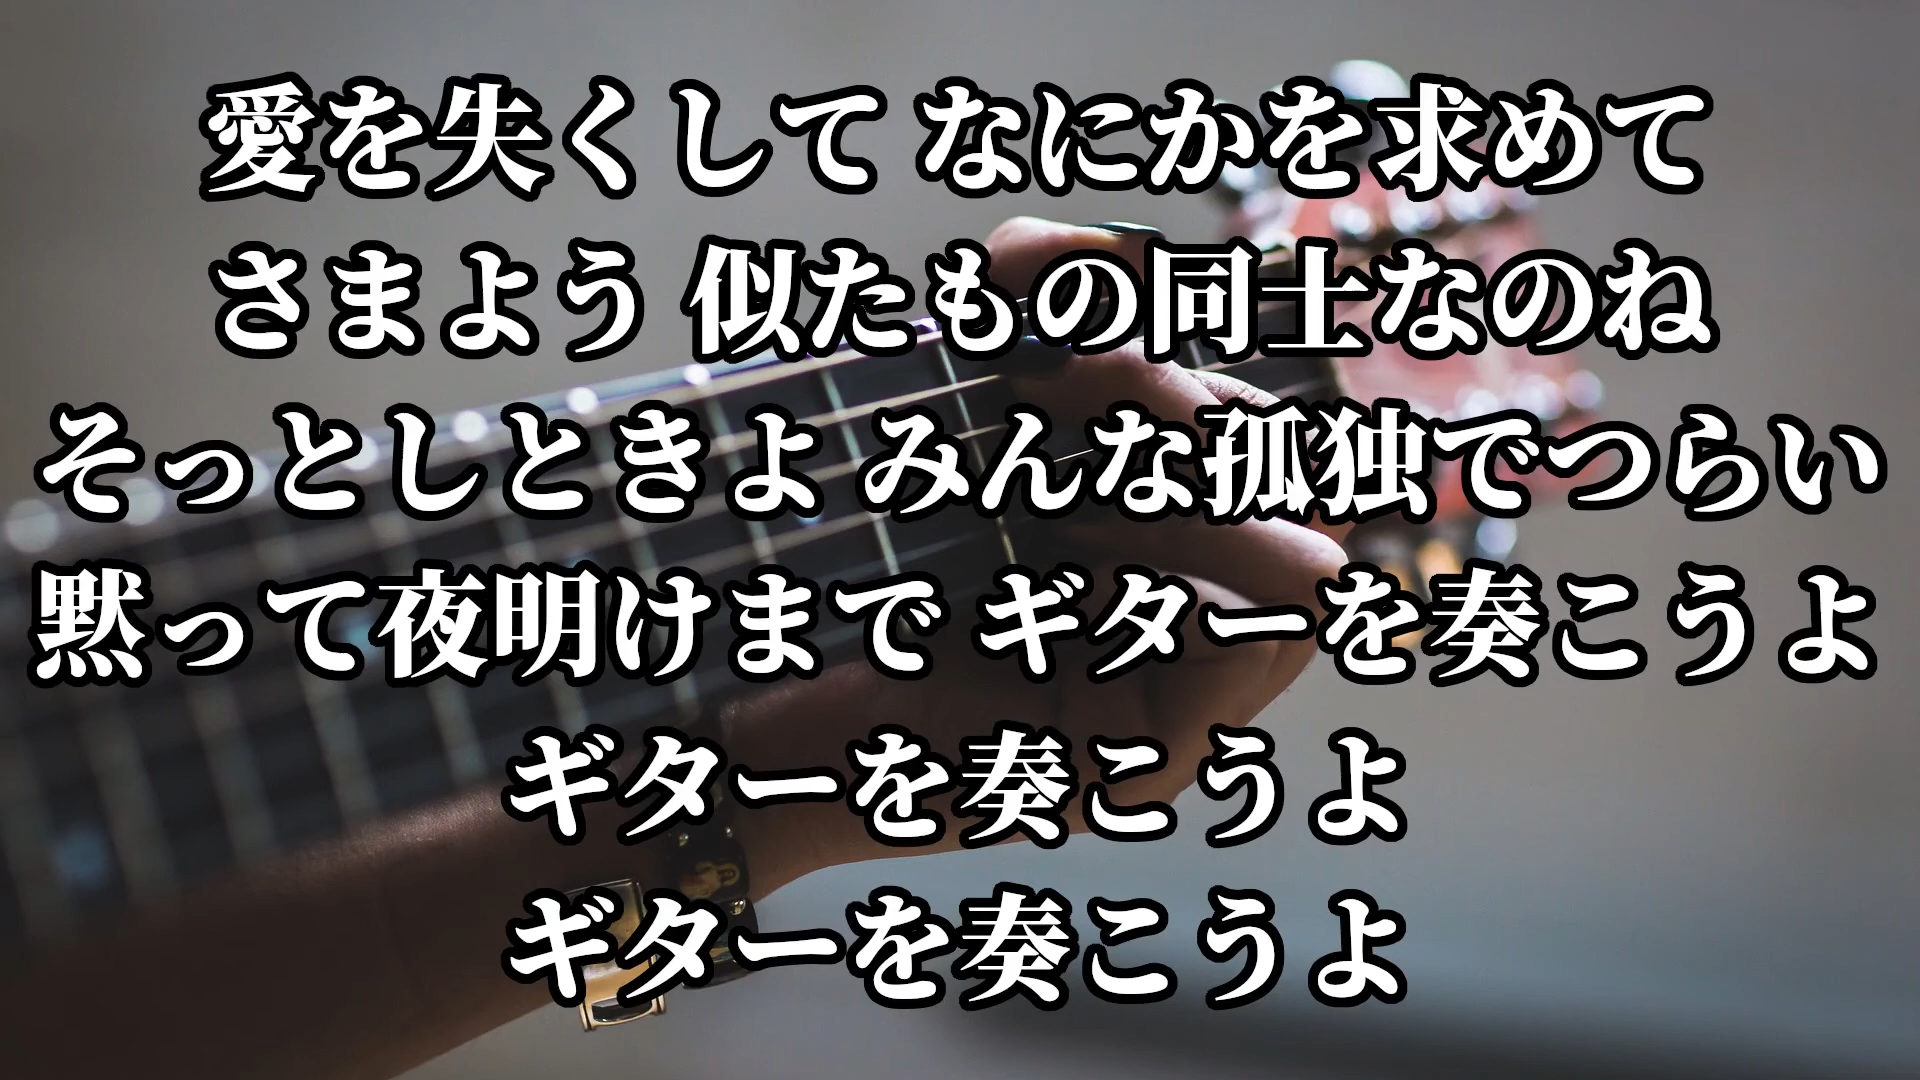 愛を失くして なにかを求めて
さまよう 似たもの同士なのね
そっとしときよ みんな孤独でつらい
黙って夜明けまで ギターを奏こうよ
ギターを奏こうよ
ギターを奏こうよ